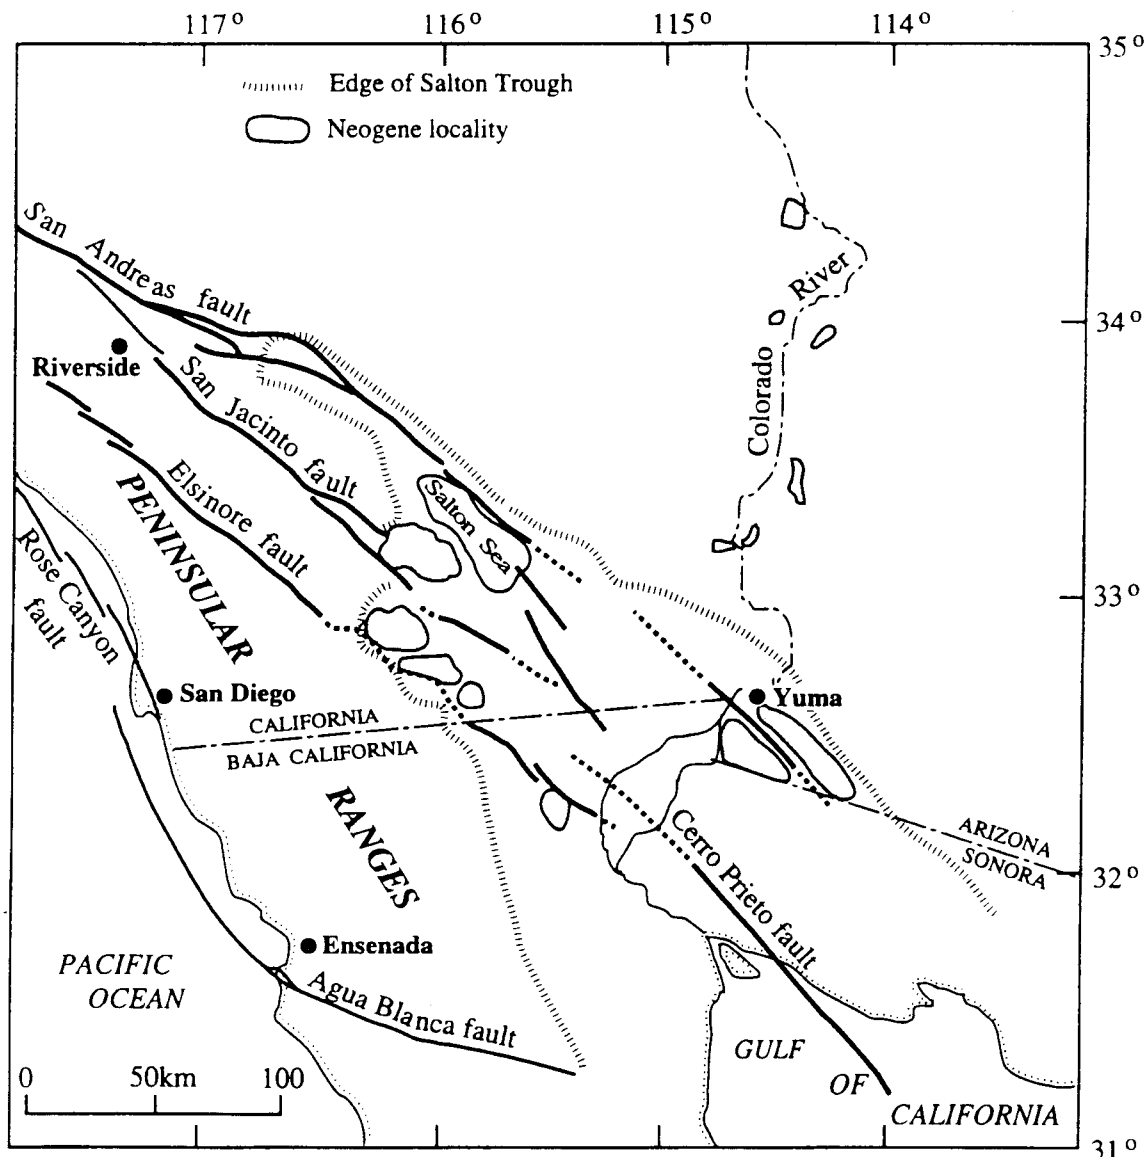 117° 116° 115° 114°
35°
Edge of Salton Trough
Neogene locality
San Andreas fault
River
34°
Riverside
San Jacinto fault
Colorado
Elsinore fault
Salton Sea
PENINSULAR
RANGES
Rose Canyon
fault
33°
San Diego
Yuma
CALIFORNIA
BAJA CALIFORNIA
Cerro Prieto fault
ARIZONA
SONORA
32°
Ensenada
PACIFIC
OCEAN
Agua Blanca fault
GULF
OF
CALIFORNIA
0 50km 100
31°